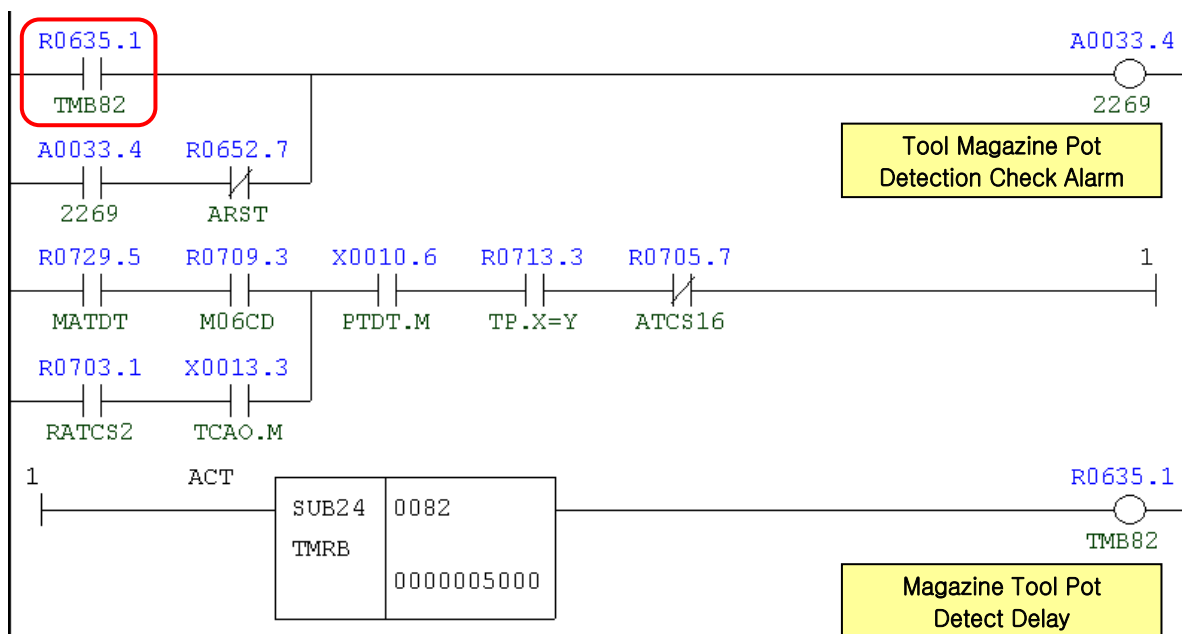 R0635.1 A0033.4
TMB82 2269
Tool Magazine Pot
Detection Check Alarm
A0033.4 R0652.7
2269 ARST
R0729.5 R0709.3 X0010.6 R0713.3 R0705.7 1
MATDT M06CD PTDT.M TP.X=Y ATCS16
R0703.1 X0013.3
RATCS2 TCAO.M
1 ACT R0635.1
SUB24 0082
TMRB TMB82
0000005000
Magazine Tool Pot
Detect Delay